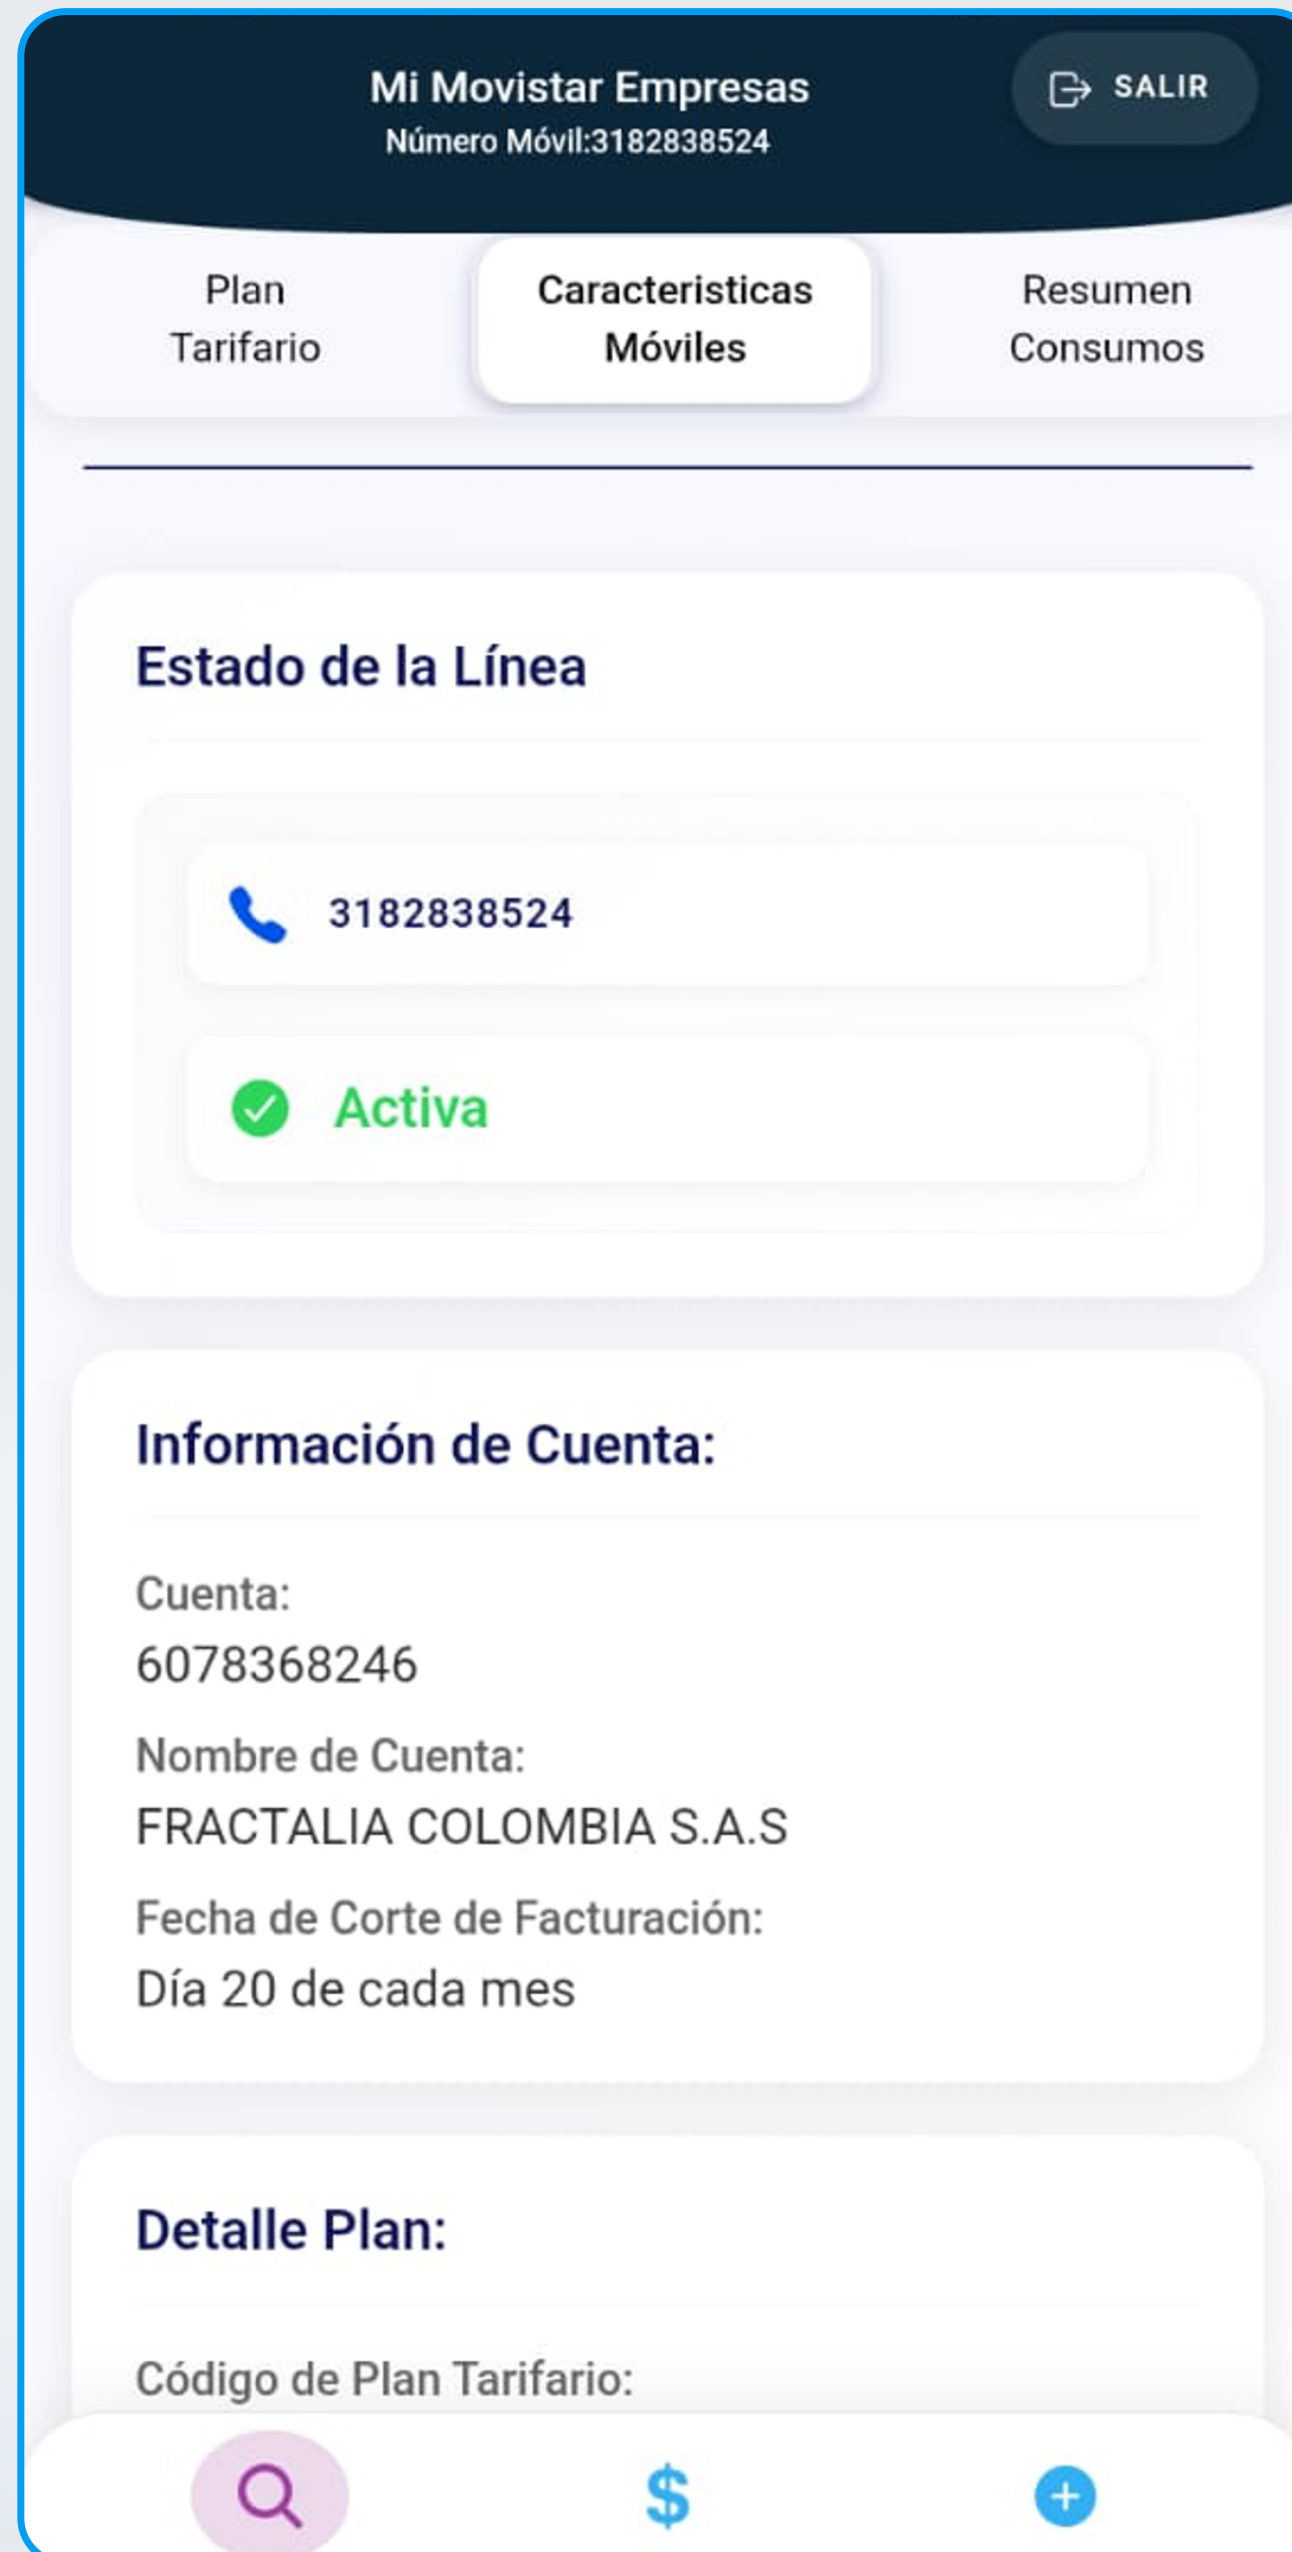 Mi Movistar Empresas
SALIR
Número Móvil:3182838524
Plan
Tarifario
Caracteristicas
Móviles
Resumen
Consumos
Estado de la Línea
3182838524
Activa
Información de Cuenta:
Cuenta:
6078368246
Nombre de Cuenta:
FRACTALIA COLOMBIA S.A.S
Fecha de Corte de Facturación:
Día 20 de cada mes
Detalle Plan:
Código de Plan Tarifario:
$